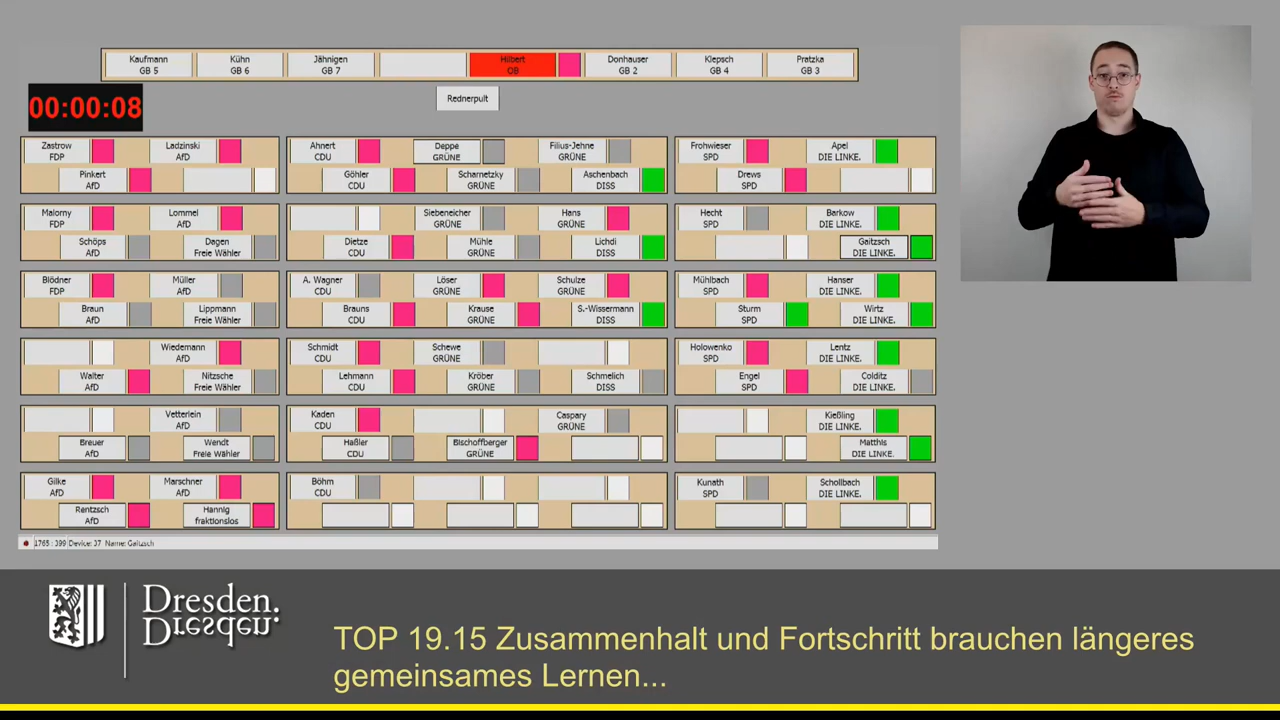 Kaufmann
GB 5
Kühn
GB 6
Jähnigen
GB 7
Hilbert
OB
Donhauser
GB 2
Klepsch
GB 4
Pratzka
GB 3
00:00:08
Rednerpult
Zastrow
FDP
Ladzinski
AfD
Pinkert
AfD
Ahnert
CDU
Deppe
GRÜNE
Filius-Jehne
GRÜNE
Göhler
CDU
Scharnetzky
GRÜNE
Aschenbach
DISS
Frohwieser
SPD
Apel
DIE LINKE.
Drews
SPD
Malorny
FDP
Lommel
AfD
Schöps
AfD
Dagen
Freie Wähler
Siebeneicher
GRÜNE
Hans
GRÜNE
Dietze
CDU
Mühle
GRÜNE
Lichdi
DISS
Hecht
SPD
Barkow
DIE LINKE.
Gaitzsch
DIE LINKE.
Blödner
FDP
Müller
AfD
Braun
AfD
Lippmann
Freie Wähler
A. Wagner
CDU
Löser
GRÜNE
Schulze
GRÜNE
Brauns
CDU
Krause
GRÜNE
S.-Wissermann
DISS
Mühlbach
SPD
Hanser
DIE LINKE.
Sturm
SPD
Wirtz
DIE LINKE.
Wiedemann
AfD
Walter
AfD
Nitzsche
Freie Wähler
Schmidt
CDU
Schewe
GRÜNE
Lehmann
CDU
Kröber
GRÜNE
Schmelich
DISS
Holowenko
SPD
Lentz
DIE LINKE.
Engel
SPD
Colditz
DIE LINKE.
Vetterlein
AfD
Breuer
AfD
Wendt
Freie Wähler
Kaden
CDU
Caspary
GRÜNE
Haßler
CDU
Bischoffberger
GRÜNE
Kießling
DIE LINKE.
Matthis
DIE LINKE.
Gilke
AfD
Marschner
AfD
Rentzsch
AfD
Hannig
fraktionslos
Böhm
CDU
Kunath
SPD
Schollbach
DIE LINKE.
1765 : 399 Device: 37 Name: Gaitzsch
Dresden.
Dresden.
TOP 19.15 Zusammenhalt und Fortschritt brauchen längeres
gemeinsames Lernen...